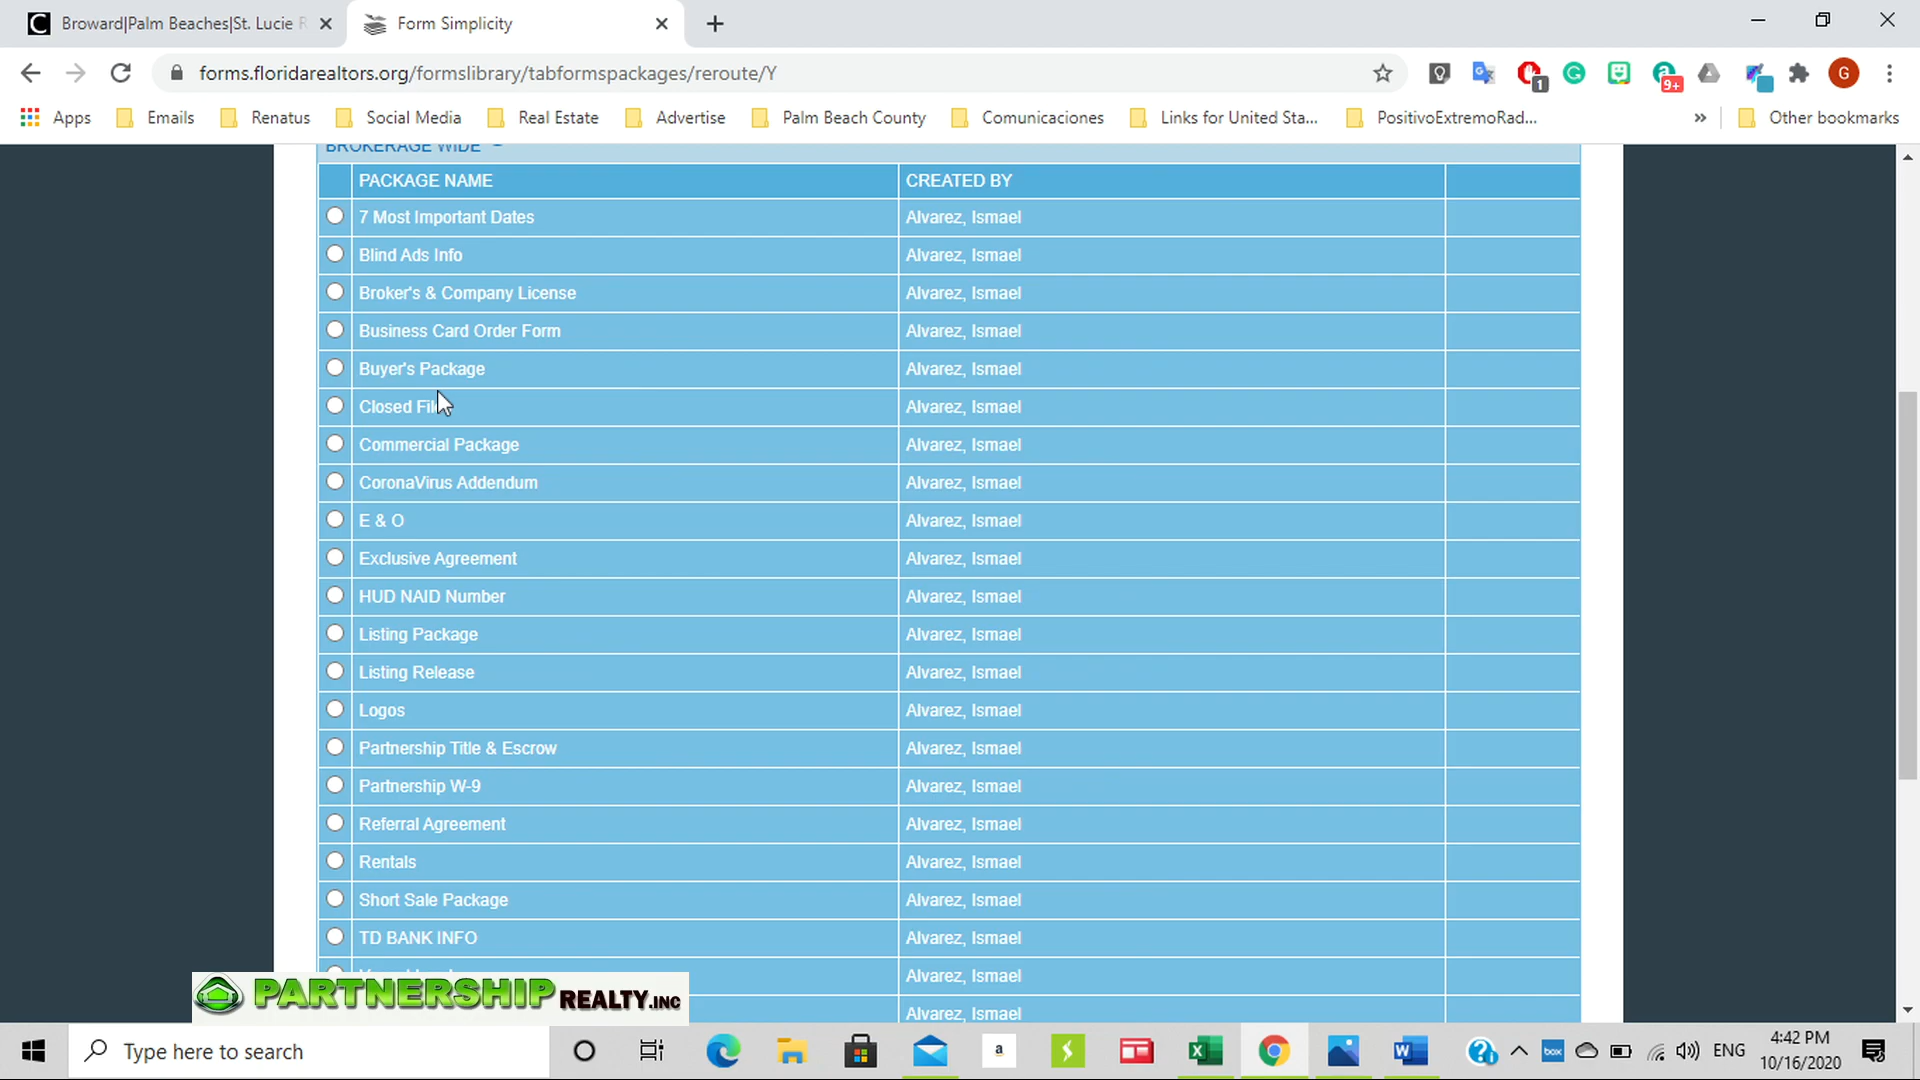 Broward|Palm Beaches|St. Lucie R
Form Simplicity
forms.floridarealtors.org/formslibrary/tabformspackages/reroute/Y
1
9+
G
Apps Emails Renatus Social Media Real Estate Advertise Palm Beach County Comunicaciones Links for United Sta... PositivoExtremoRad... » Other bookmarks
BROKERAGE WIDE
PACKAGE NAME CREATED BY
7 Most Important Dates Alvarez, Ismael
Blind Ads Info Alvarez, Ismael
Broker's & Company License Alvarez, Ismael
Business Card Order Form Alvarez, Ismael
Buyer's Package Alvarez, Ismael
Closed Alvarez, Ismael
Commercial Package Alvarez, Ismael
CoronaVirus Addendum Alvarez, Ismael
E & O Alvarez, Ismael
Exclusive Agreement Alvarez, Ismael
HUD NAID Number Alvarez, Ismael
Listing Package Alvarez, Ismael
Listing Release Alvarez, Ismael
Logos Alvarez, Ismael
Partnership Title & Escrow Alvarez, Ismael
Partnership W-9 Alvarez, Ismael
Referral Agreement Alvarez, Ismael
Rentals Alvarez, Ismael
Short Sale Package Alvarez, Ismael
TD BANK INFO Alvarez, Ismael
Alvarez, Ismael
Alvarez, Ismael
PARTNERSHIP REALTY.INC
Type here to search
a
box
ENG
4:42 PM
10/16/2020